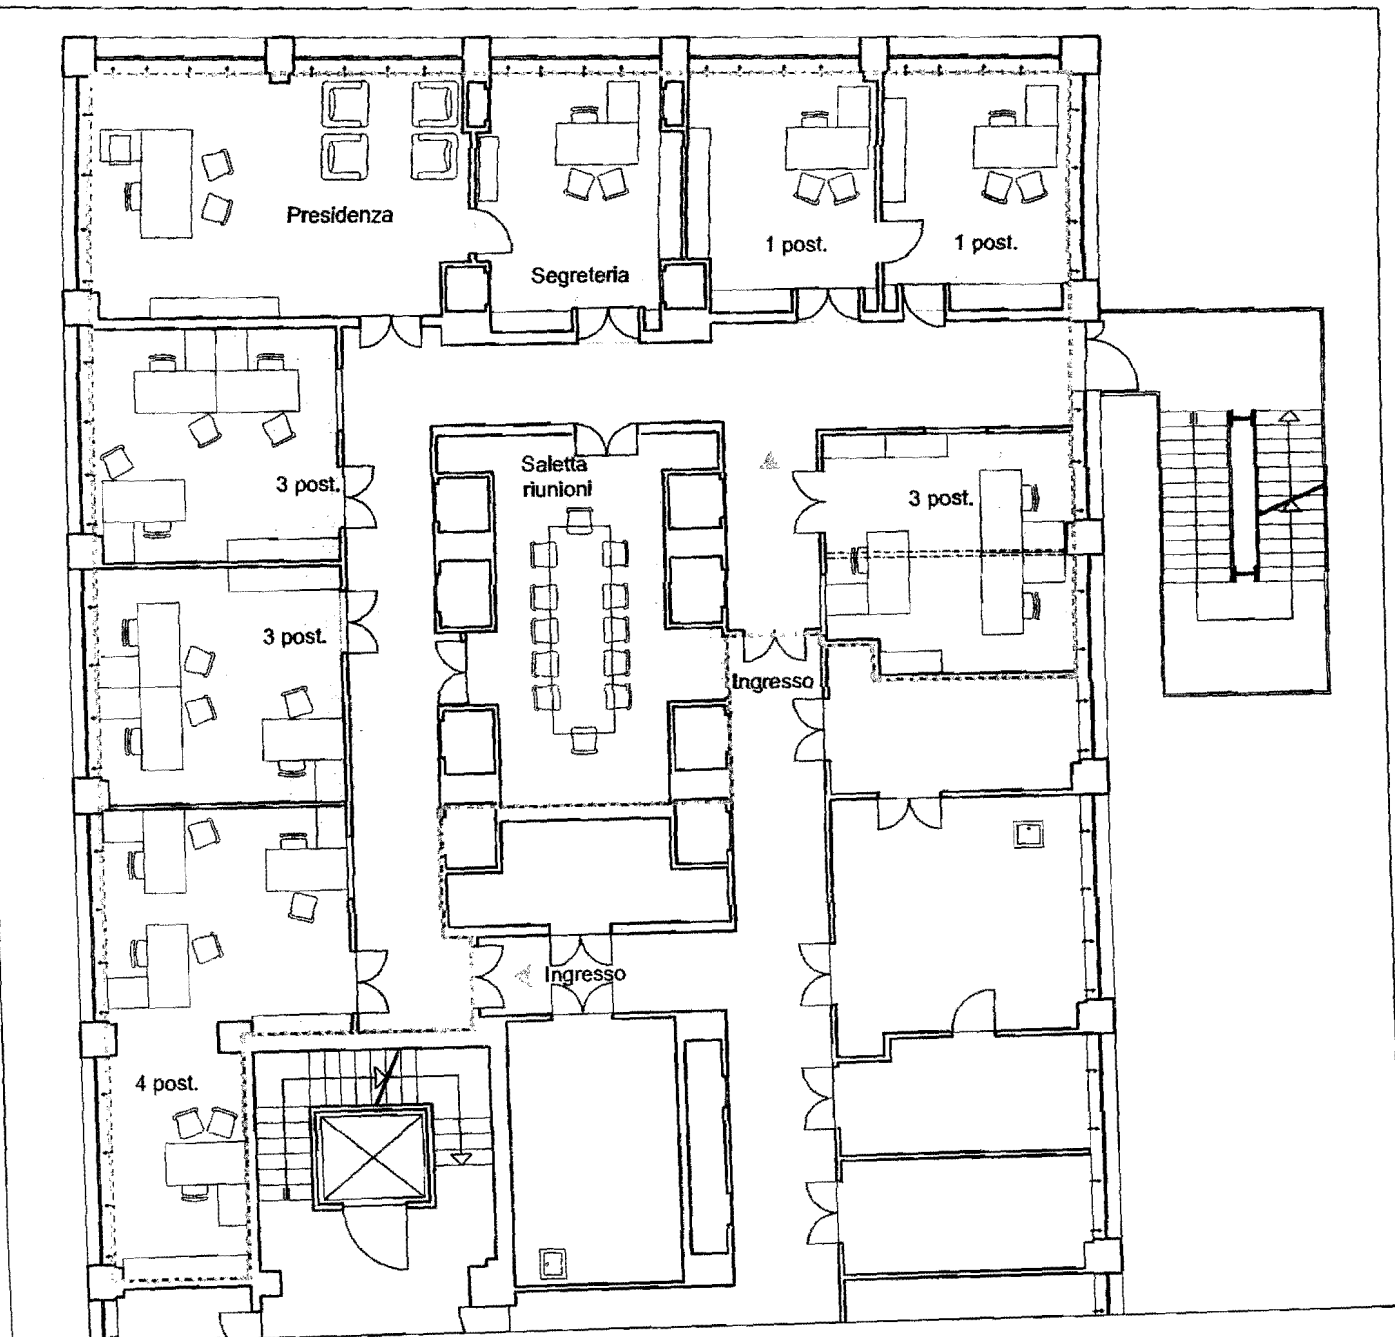 Presidenza
Segreteria
1 post.
1 post.
Saletta
riunioni
3 post.
3 post.
3 post.
Ingresso
Ingresso
4 post.